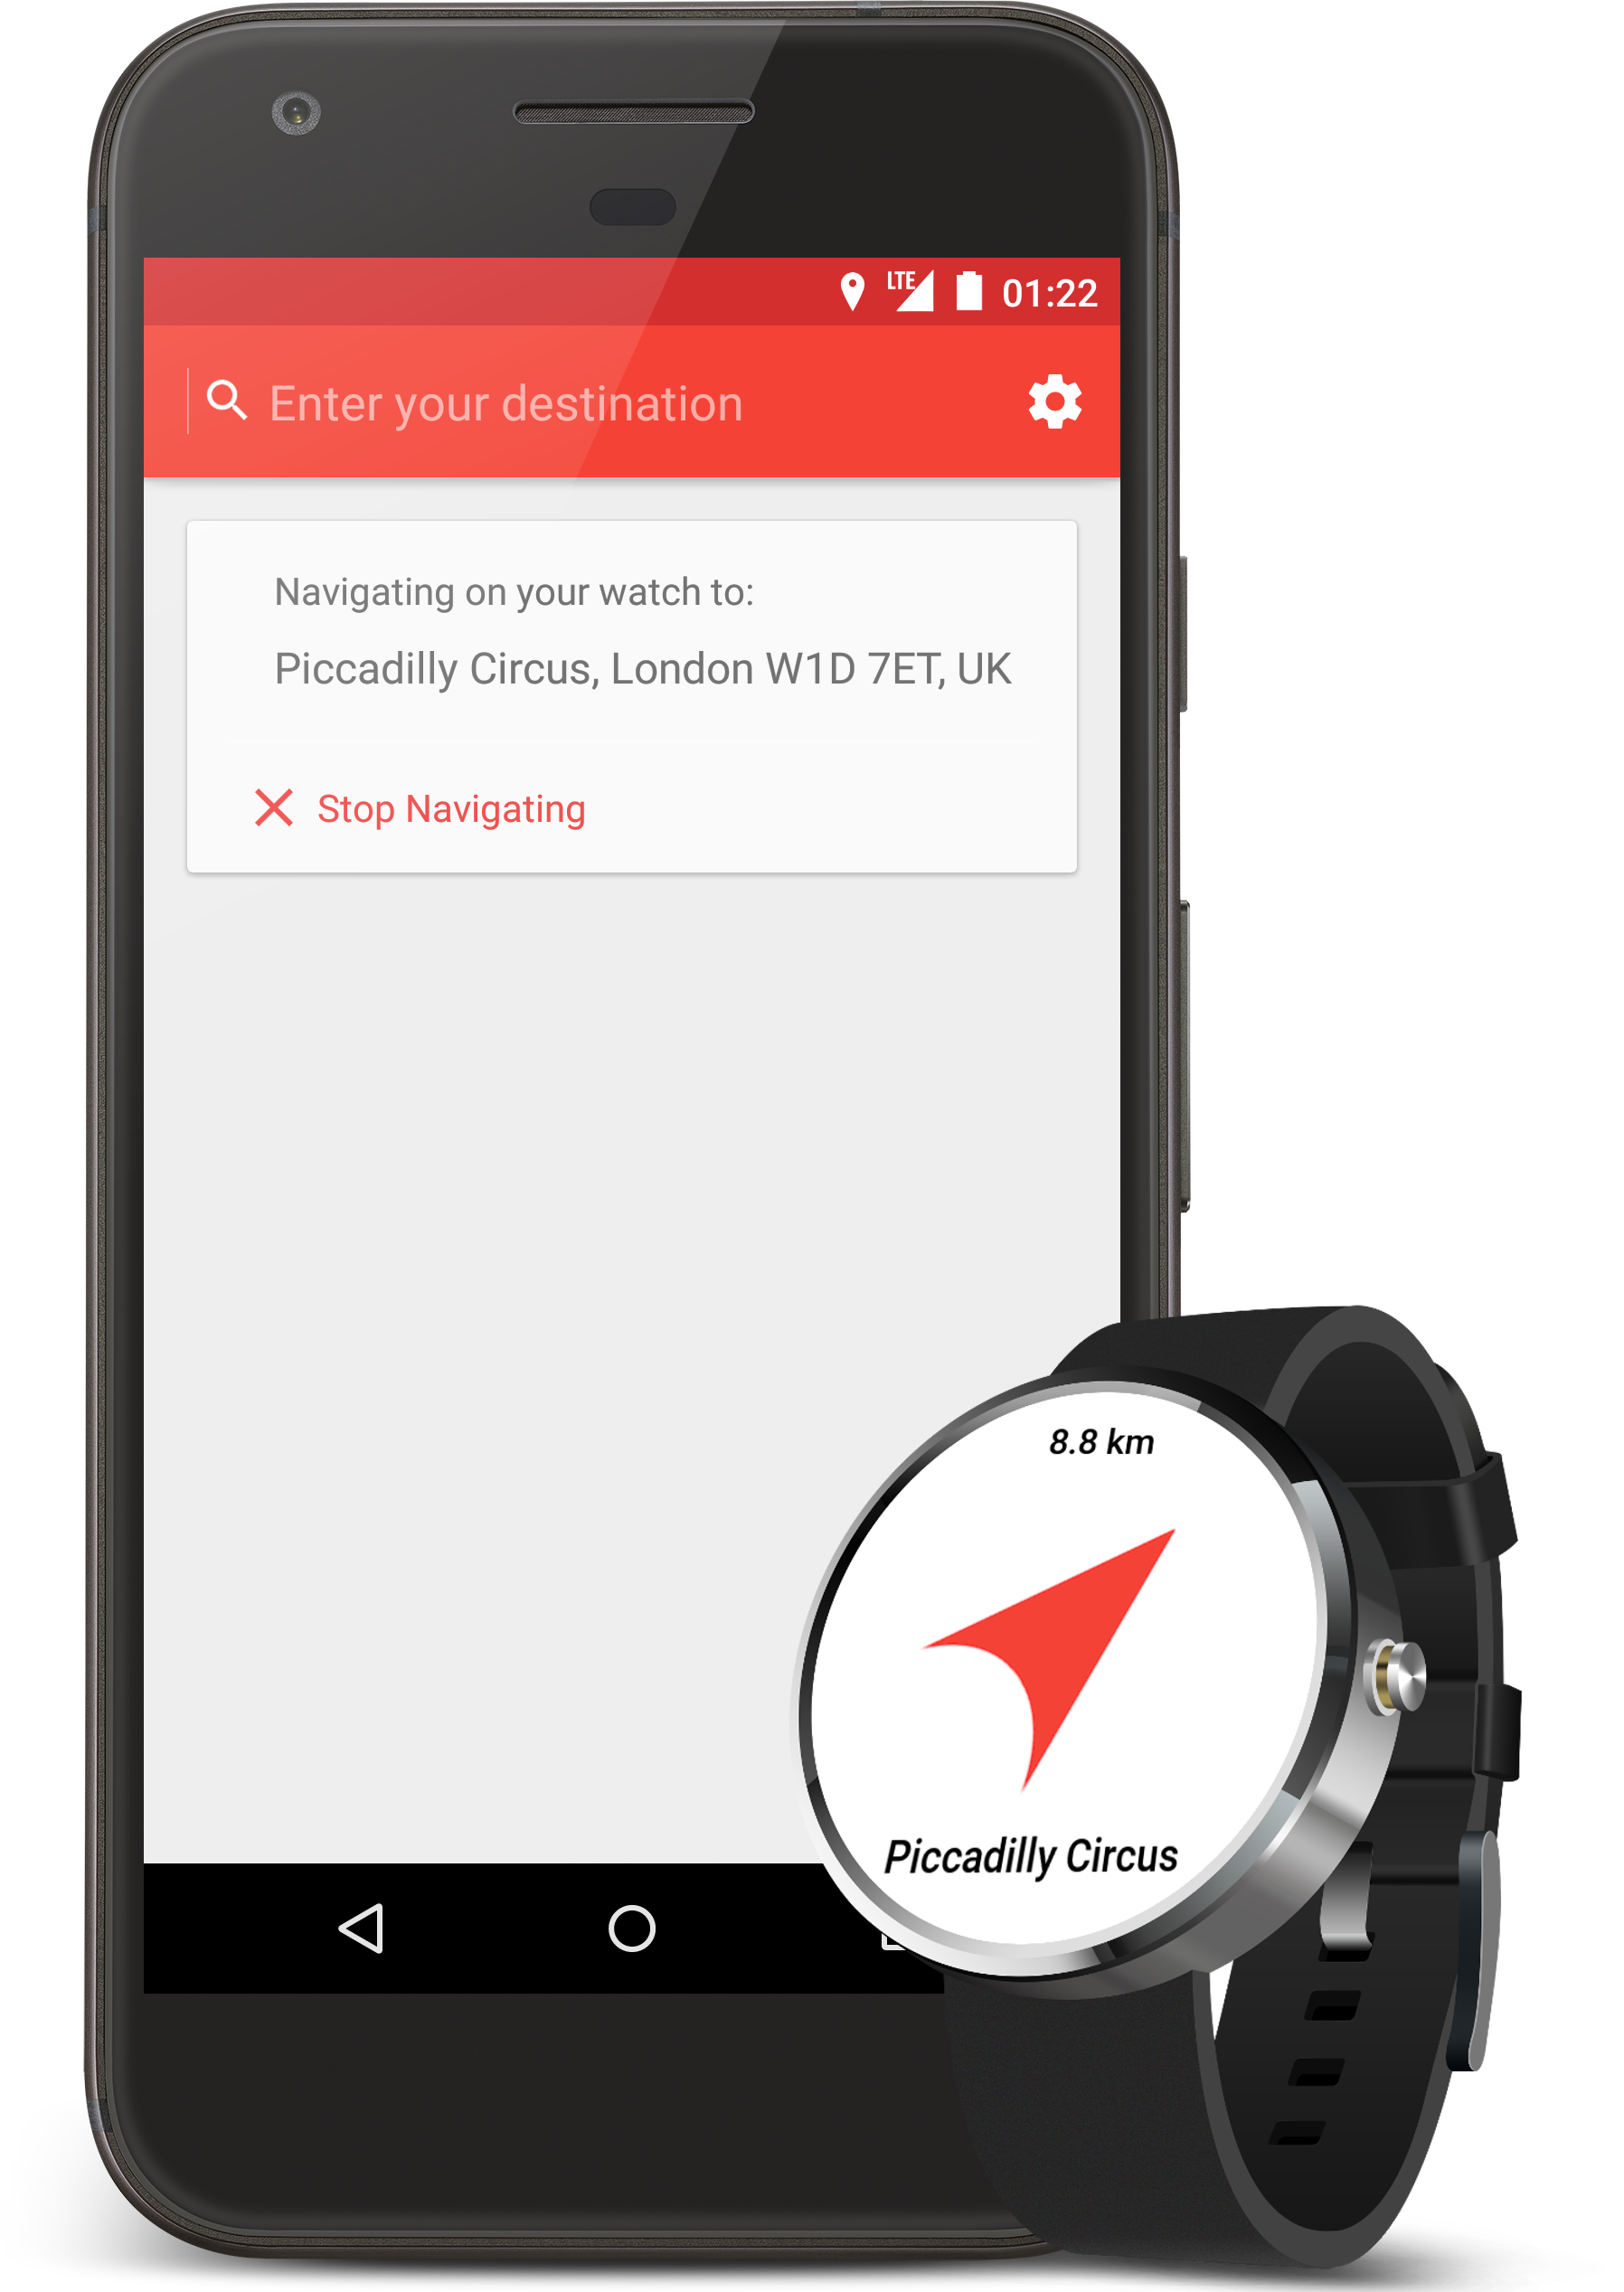 LTE 01:22
Enter your destination
Navigating on your watch to:
Piccadilly Circus, London W1D 7ET, UK
Stop Navigating
8.8 km
Piccadilly Circus